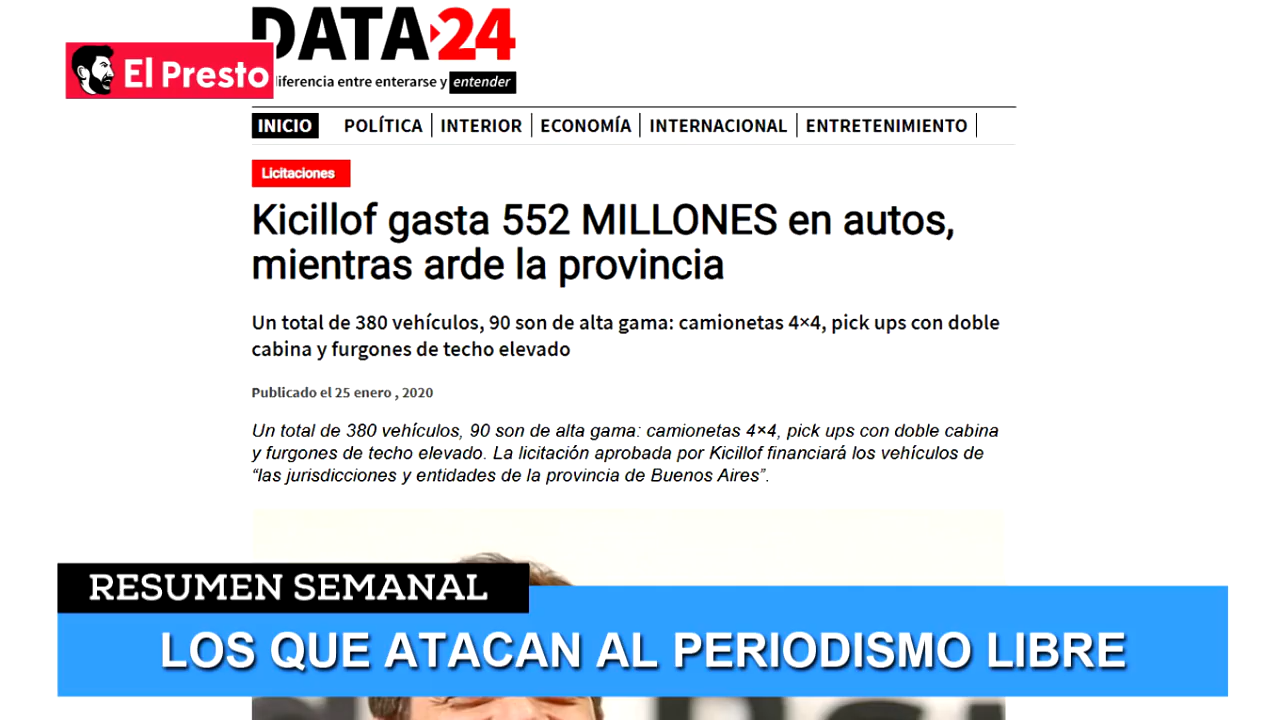 DATA24
El Presto
diferencia entre enterarse y entender
INICIO POLÍTICA INTERIOR ECONOMÍA INTERNACIONAL ENTRETENIMIENTO
Licitaciones
Kicillof gasta 552 MILLONES en autos,
mientras arde la provincia
Un total de 380 vehículos, 90 son de alta gama: camionetas 4×4, pick ups con doble
cabina y furgones de techo elevado
Publicado el 25 enero , 2020
Un total de 380 vehículos, 90 son de alta gama: camionetas 4×4, pick ups con doble cabina
y furgones de techo elevado. La licitación aprobada por Kicillof financiará los vehículos de
“las jurisdicciones y entidades de la provincia de Buenos Aires”.
RESUMEN SEMANAL
LOS QUE ATACAN AL PERIODISMO LIBRE